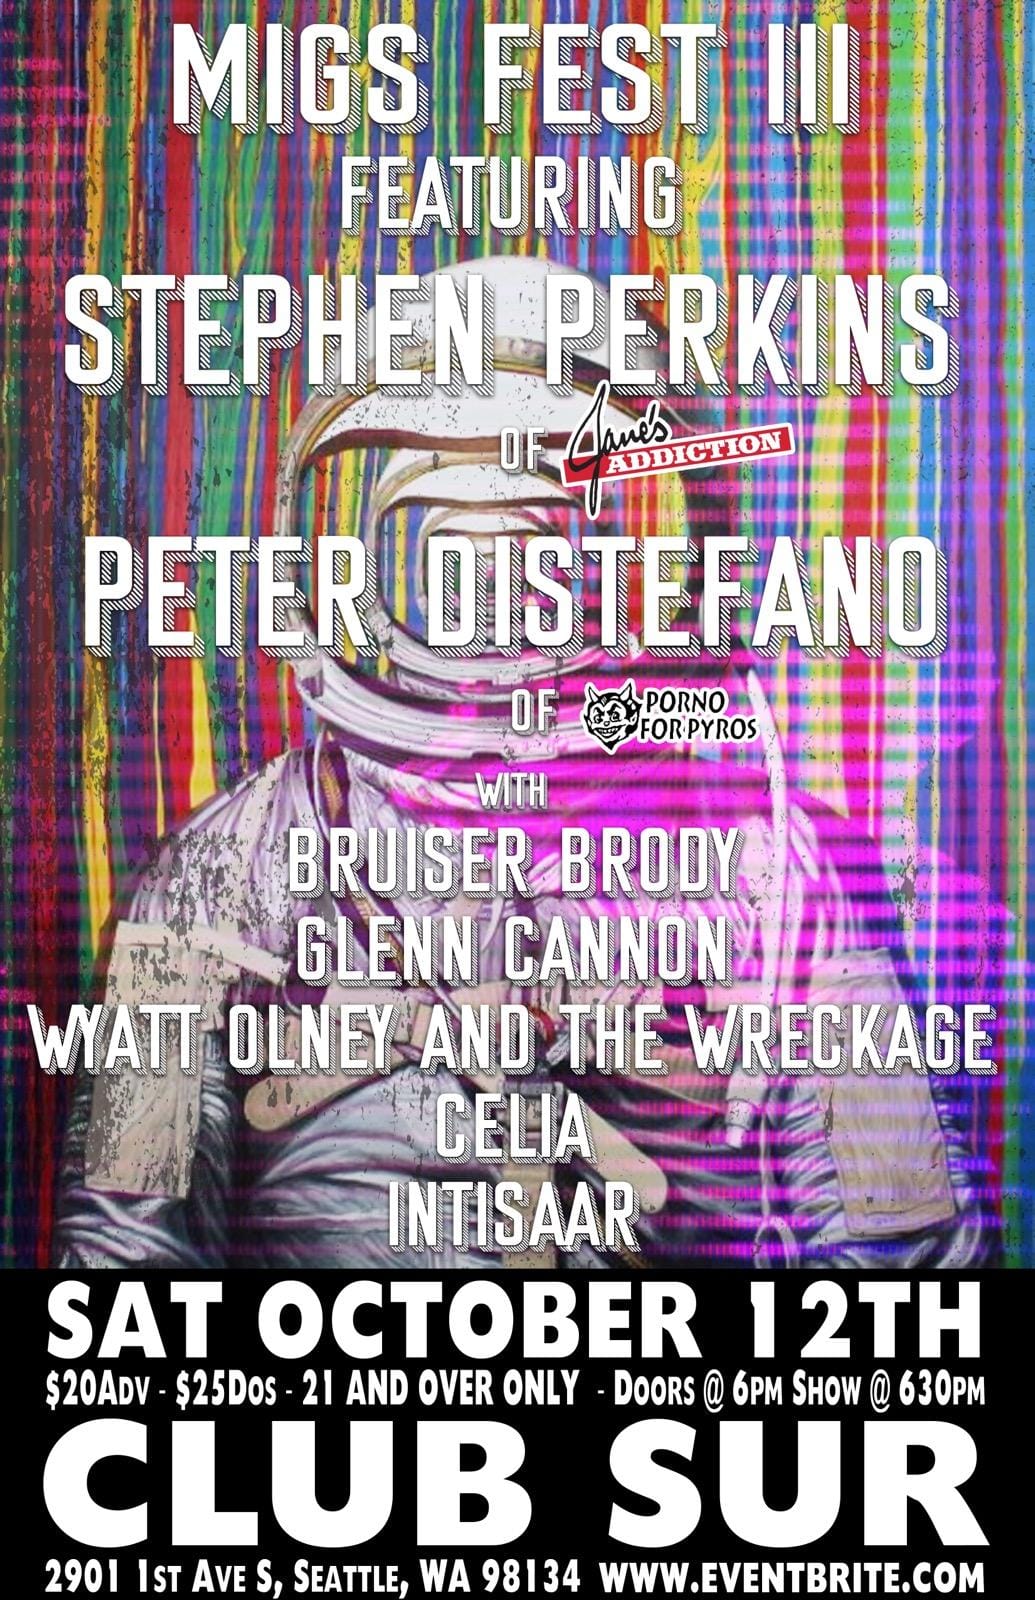 MIGS FEST III
FEATURING
STEPHEN PERKINS
OF Jane's ADDICTION
PETER DISTEFANO
OF PORNO FOR PYROS
WITH
BRUISER BRODY
GLENN CANNON
WYATT OLNEY AND THE WRECKAGE
CELIA
INTISAAR
SAT OCTOBER 12TH
$20ADV - $25DOS - 21 AND OVER ONLY - DOORS @ 6PM SHOW @ 630PM
CLUB SUR
2901 1ST AVE S, SEATTLE, WA 98134 WWW.EVENTBRITE.COM